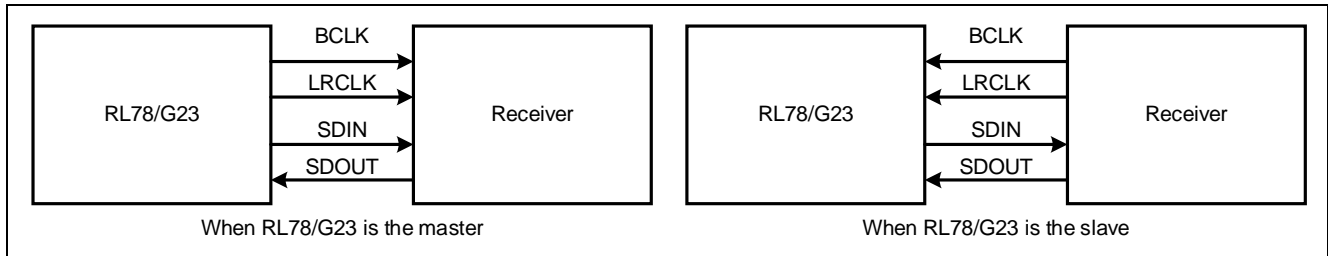 BCLK
LRCLK
RL78/G23
Receiver
SDIN
SDOUT
When RL78/G23 is the master
BCLK
LRCLK
RL78/G23
Receiver
SDIN
SDOUT
When RL78/G23 is the slave